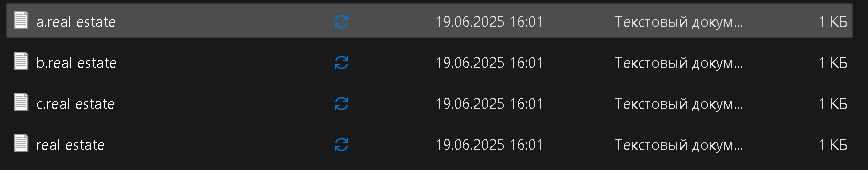 a.real estate 19.06.2025 16:01 Текстовый докум... 1 КБ
b.real estate 19.06.2025 16:01 Текстовый докум... 1 КБ
c.real estate 19.06.2025 16:01 Текстовый докум... 1 КБ
real estate 19.06.2025 16:01 Текстовый докум... 1 КБ